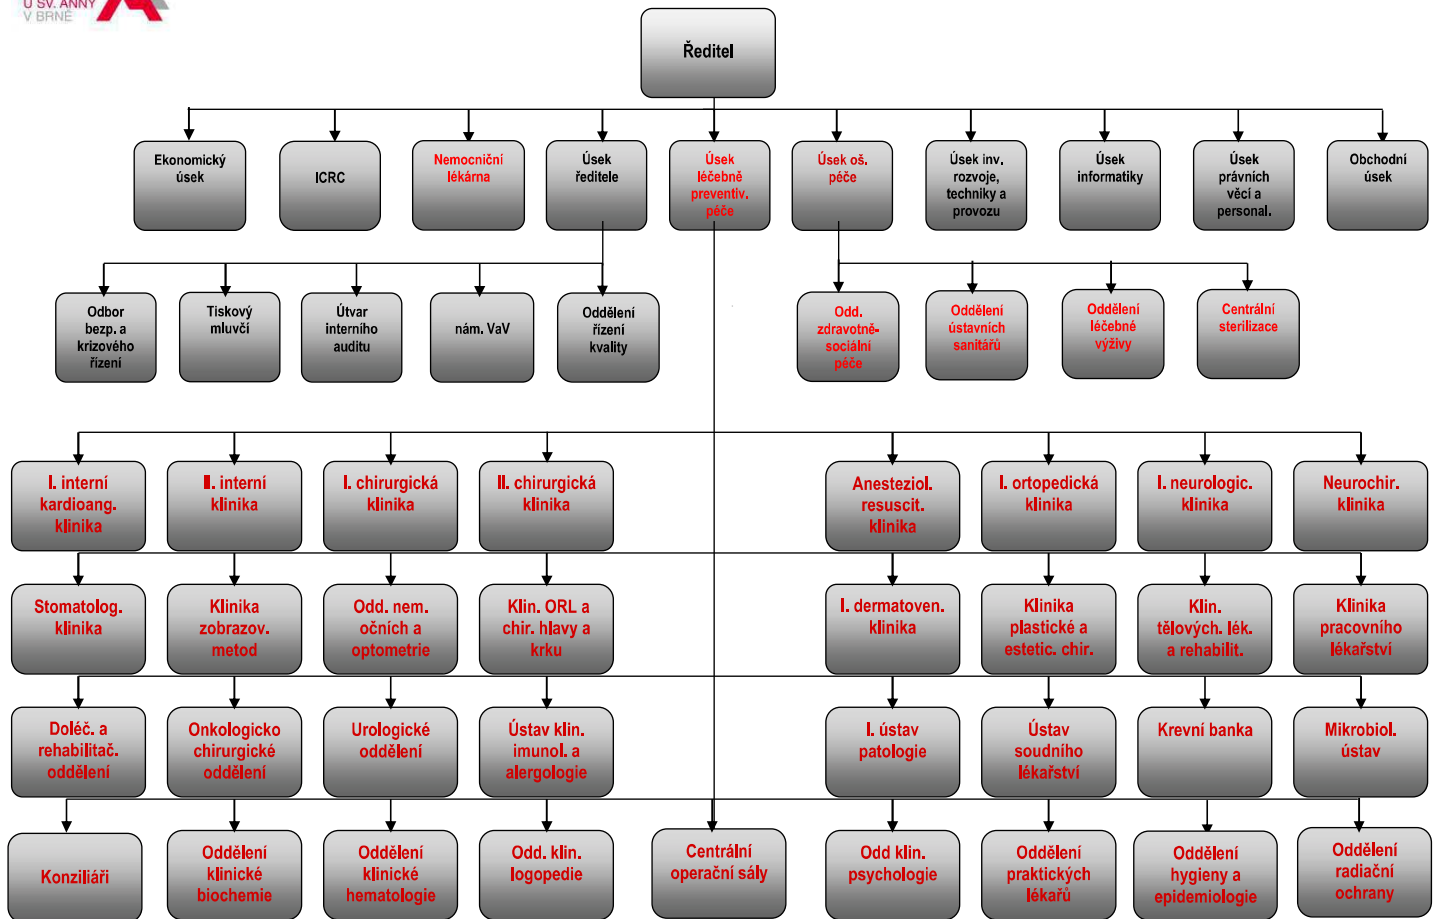 U SV. ANNY
V BRNĚ
Ředitel
Ekonomický
úsek
ICRC
Nemocniční
lékárna
Úsek
ředitele
Úsek
léčebně
preventiv.
péče
Úsek oš.
péče
Úsek inv.
rozvoje,
techniky a
provozu
Úsek
informatiky
Úsek
právních
věcí a
personal.
Obchodní
úsek
Odbor
bezp. a
krizového
řízení
Tiskový
mluvčí
Útvar
interního
auditu
nám. VaV
Oddělení
řízení
kvality
Odd.
zdravotně-
sociální
péče
Oddělení
ústavních
sanitářů
Oddělení
léčebné
výživy
Centrální
sterilizace
I. interní
kardioang.
klinika
II. interní
klinika
I. chirurgická
klinika
II. chirurgická
klinika
Anesteziol.
resuscit.
klinika
I. ortopedická
klinika
I. neurologic.
klinika
Neurochir.
klinika
Stomatolog.
klinika
Klinika
zobrazov.
metod
Odd. nem.
očních a
optometrie
Klin. ORL a
chir. hlavy a
krku
I. dermatoven.
klinika
Klinika
plastické a
estetic. chir.
Klin.
tělových. lék.
a rehabilit.
Klinika
pracovního
lékařství
Doléč. a
rehabilitač.
oddělení
Onkologicko
chirurgické
oddělení
Urologické
oddělení
Ústav klin.
imunol. a
alergologie
I. ústav
patologie
Ústav
soudního
lékařství
Krevní banka
Mikrobiol.
ústav
Konziliáři
Oddělení
klinické
biochemie
Oddělení
klinické
hematologie
Odd. klin.
logopedie
Centrální
operační sály
Odd klin.
psychologie
Oddělení
praktických
lékařů
Oddělení
hygieny a
epidemiologie
Oddělení
radiační
ochrany